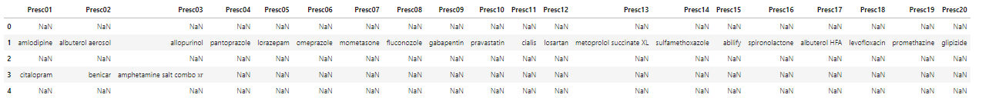 Presc01 Presc02 Presc03 Presc04 Presc05 Presc06 Presc07 Presc08 Presc09 Presc10 Presc11 Presc12 Presc13 Presc14 Presc15 Presc16 Presc17 Presc18 Presc19 Presc20
0 NaN NaN NaN NaN NaN NaN NaN NaN NaN NaN NaN NaN NaN NaN NaN NaN NaN NaN NaN NaN
1 amlodipine albuterol aerosol allopurinol pantoprazole lorazepam omeprazole mometasone fluconozole gabapentin pravastatin cialis losartan metoprolol succinate XL sulfamethoxazole abilify spironolactone albuterol HFA levofloxacin promethazine glipizide
2 NaN NaN NaN NaN NaN NaN NaN NaN NaN NaN NaN NaN NaN NaN NaN NaN NaN NaN NaN NaN
3 citalopram benicar amphetamine salt combo xr NaN NaN NaN NaN NaN NaN NaN NaN NaN NaN NaN NaN NaN NaN NaN NaN NaN
4 NaN NaN NaN NaN NaN NaN NaN NaN NaN NaN NaN NaN NaN NaN NaN NaN NaN NaN NaN NaN